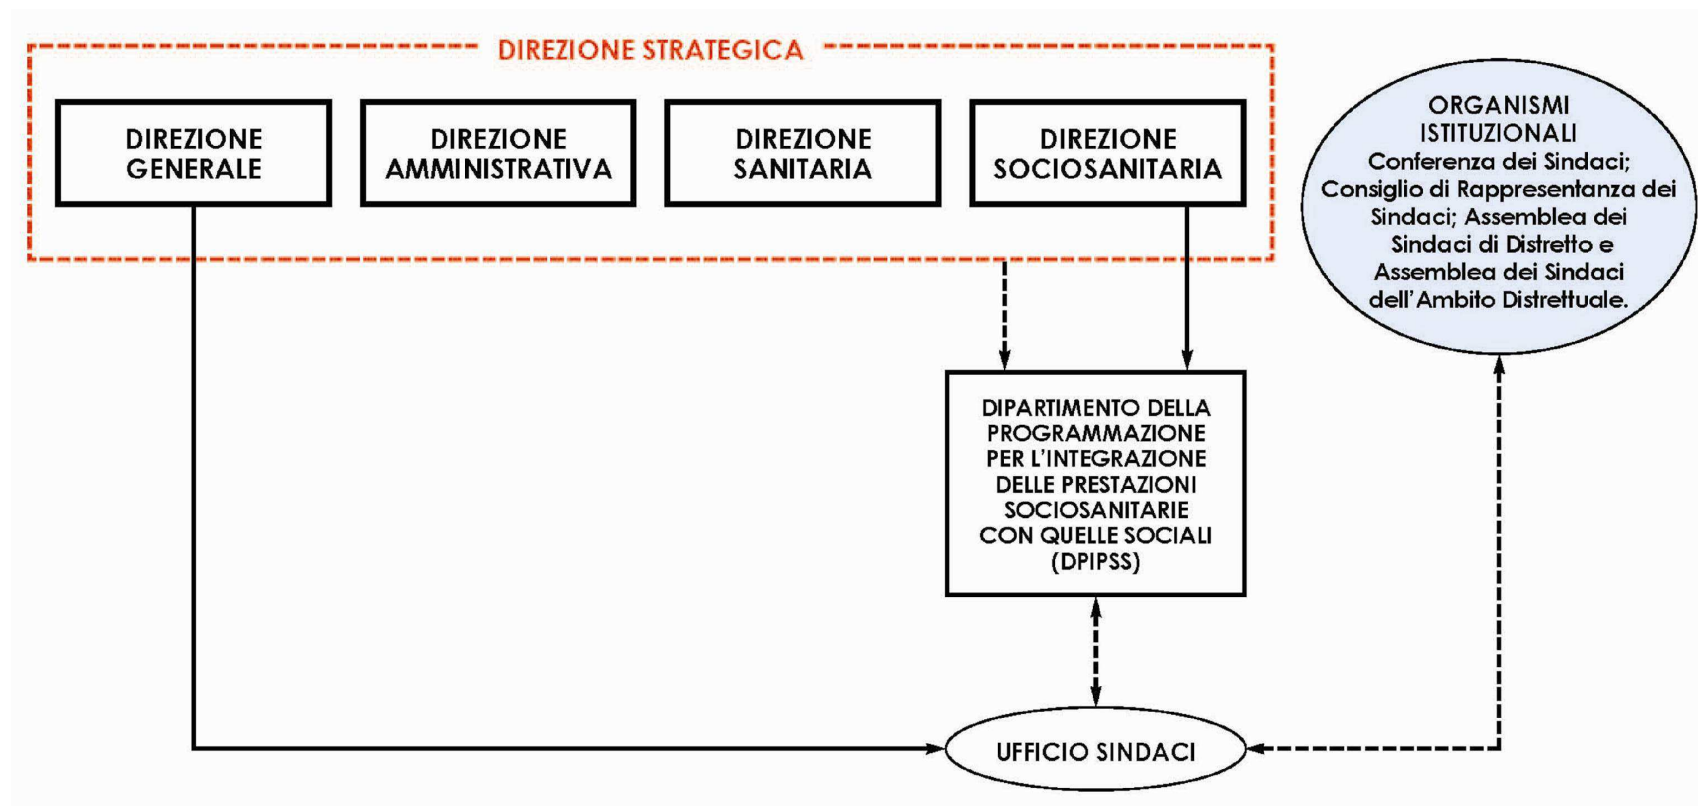 DIREZIONE STRATEGICA
DIREZIONE
GENERALE
DIREZIONE
AMMINISTRATIVA
DIREZIONE
SANITARIA
DIREZIONE
SOCIOSANITARIA
ORGANISMI
ISTITUZIONALI
Conferenza dei Sindaci;
Consiglio di Rappresentanza dei
Sindaci; Assemblea dei
Sindaci di Distretto e
Assemblea dei Sindaci
dell'Ambito Distrettuale.
DIPARTIMENTO DELLA
PROGRAMMAZIONE
PER L'INTEGRAZIONE
DELLE PRESTAZIONI
SOCIOSANITARIE
CON QUELLE SOCIALI
(DPIPSS)
UFFICIO SINDACI